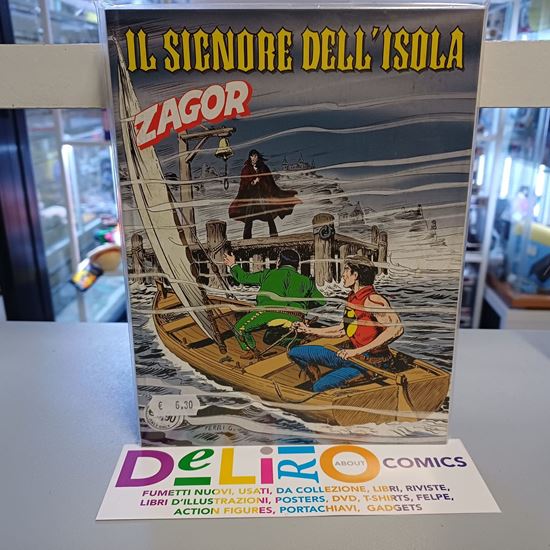 IL SIGNORE DELL'ISOLA
ZAGOR
€ 6,30
FERRI G.
DeLiRiO ABOUT COMICS
FUMETTI NUOVI, USATI, DA COLLEZIONE, LIBRI, RIVISTE,
LIBRI D'ILLUSTRAZIONI, POSTERS, DVD, T-SHIRTS, FELPE,
ACTION FIGURES, PORTACHIAVI, GADGETS